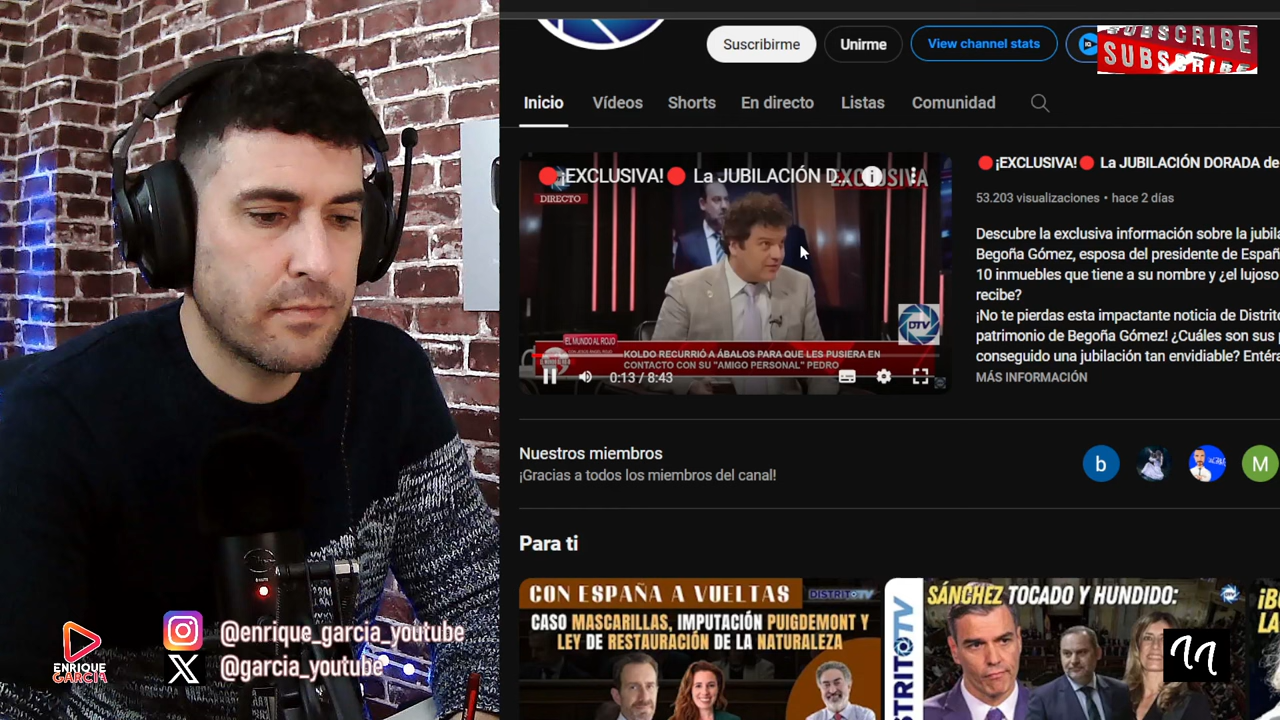 Suscribirme
Unirme
View channel stats
SUBSCRIBE
SUBSCRIBE
Inicio
Vídeos
Shorts
En directo
Listas
Comunidad
¡EXCLUSIVA! La JUBILACIÓN D...
EXCLUSIVA
DIRECTO
DTV
EL MUNDO AL ROJO
KOLDO RECURRIÓ A ÁBALOS PARA QUE LES PUSIERA EN
CONTACTO CON SU "AMIGO PERSONAL" PEDRO
0:13 / 8:43
¡EXCLUSIVA! La JUBILACIÓN DORADA de
53.203 visualizaciones • hace 2 días
Descubre la exclusiva información sobre la jubila
Begoña Gómez, esposa del presidente de Españ
10 inmuebles que tiene a su nombre y ¿el lujoso
recibe?
¡No te pierdas esta impactante noticia de Distrito
patrimonio de Begoña Gómez! ¿Cuáles son sus
conseguido una jubilación tan envidiable? Entéra
MÁS INFORMACIÓN
Nuestros miembros
¡Gracias a todos los miembros del canal!
b
M
Para ti
CON ESPAÑA A VUELTAS
DISTRITOTV
CASO MASCARILLAS, IMPUTACIÓN PUIGDEMONT Y
LEY DE RESTAURACIÓN DE LA NATURALEZA
STRITOTV
SÁNCHEZ TOCADO Y HUNDIDO:
¡B
LA
ENRIQUE
GARCIA
@enrique_garcia_youtube
@garcia_youtube